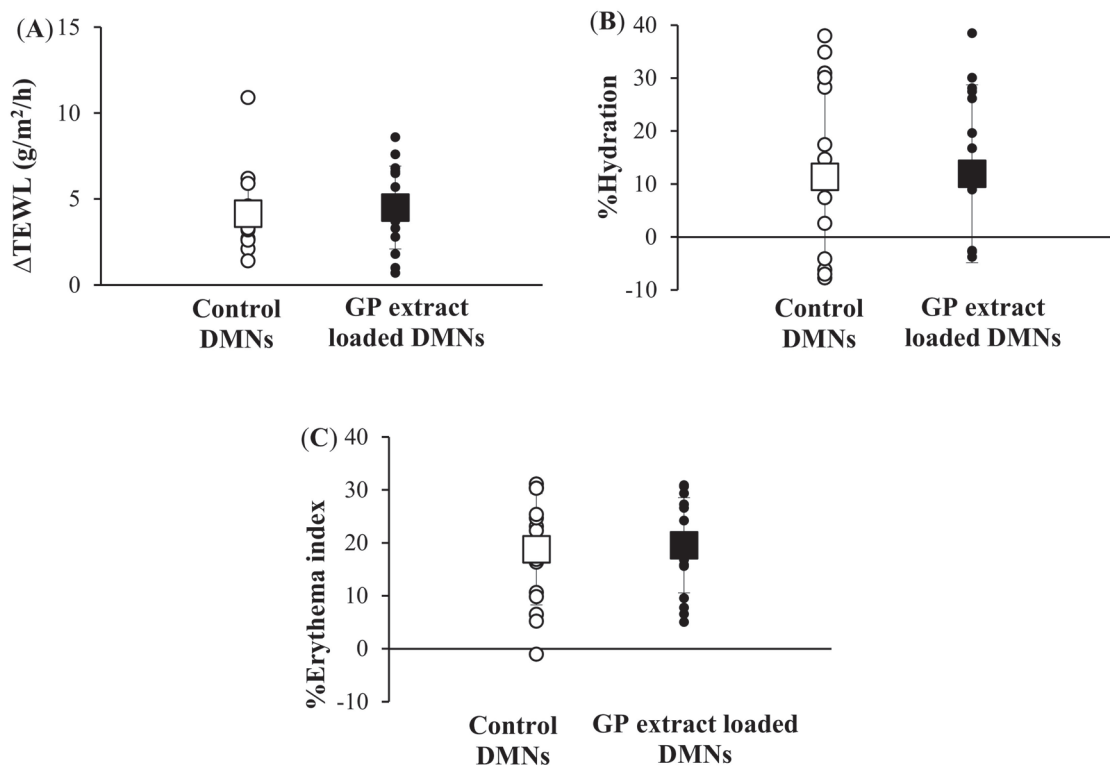 (A)
ΔTEWL (g/m²/h)
15
10
5
0
Control
DMNs
GP extract
loaded DMNs
(B)
%Hydration
40
30
20
10
0
-10
Control
DMNs
GP extract
loaded DMNs
(C)
%Erythema index
40
30
20
10
0
-10
Control
DMNs
GP extract loaded
DMNs